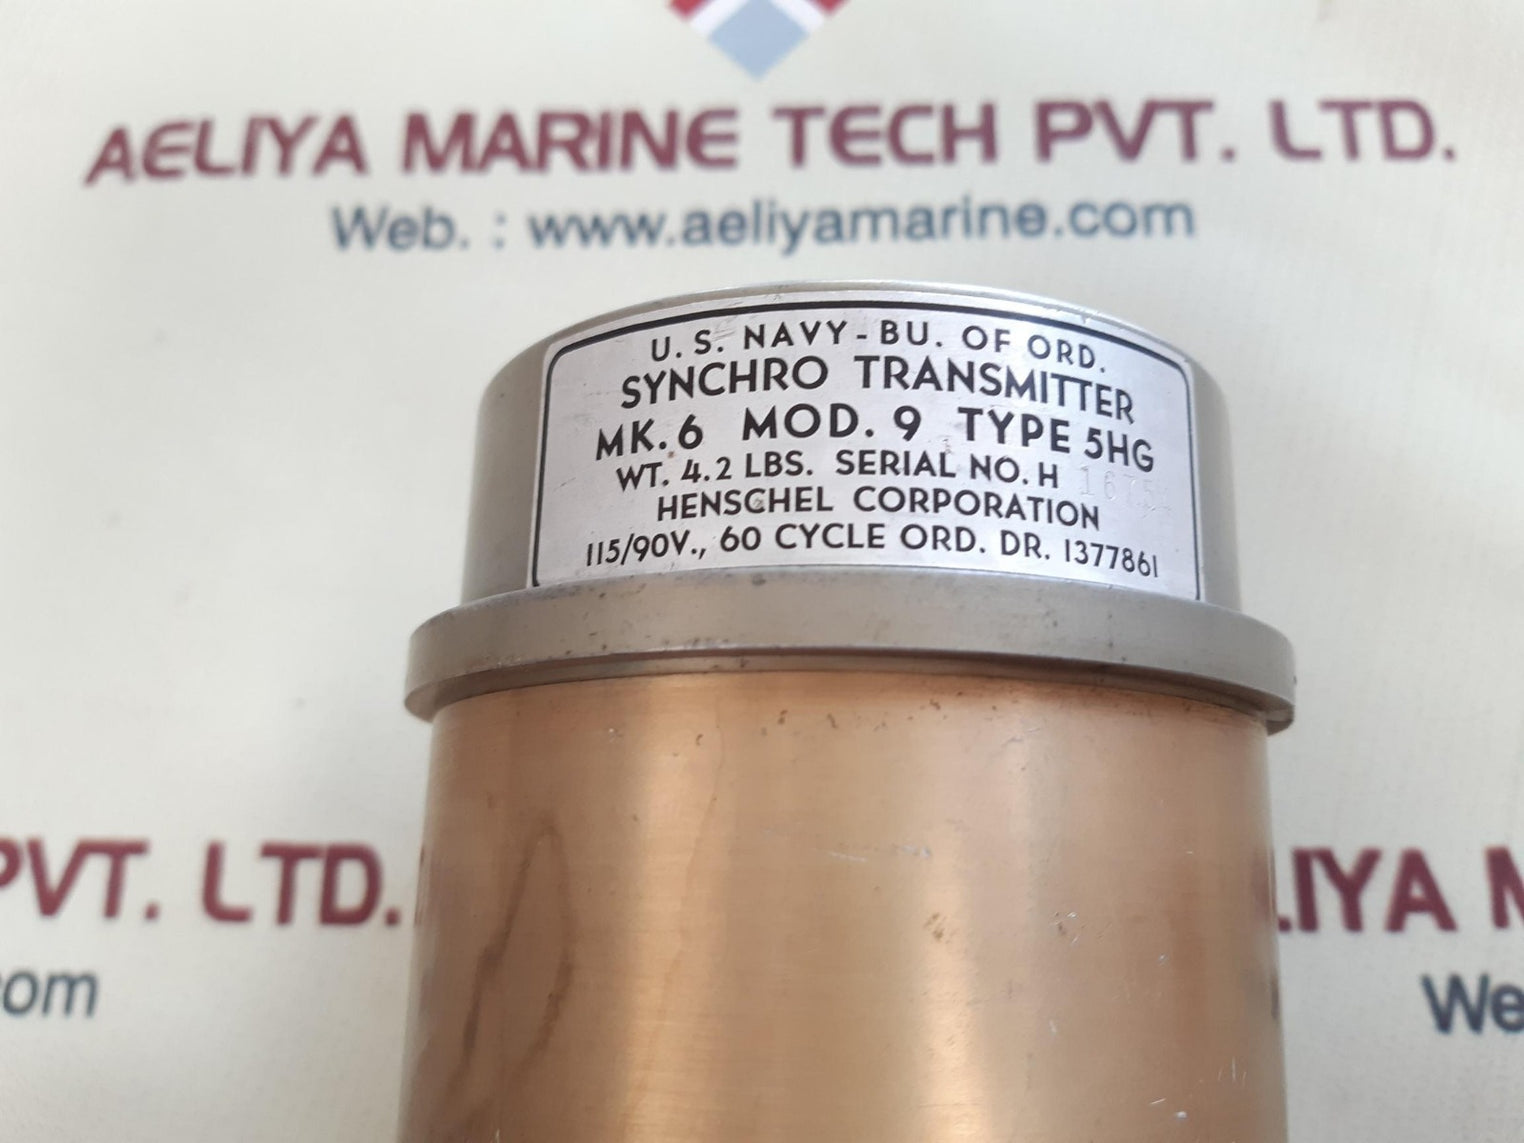 AELIYA MARINE TECH PVT. LTD.
Web. : www.aeliyamarine.com
U. S. NAVY - BU. OF ORD.
SYNCHRO TRANSMITTER
MK. 6 MOD. 9 TYPE 5HG
WT. 4.2 LBS. SERIAL NO. H
HENSCHEL CORPORATION
115/90V., 60 CYCLE ORD. DR. 1377861
PVT. LTD.
com
LIYA M
We